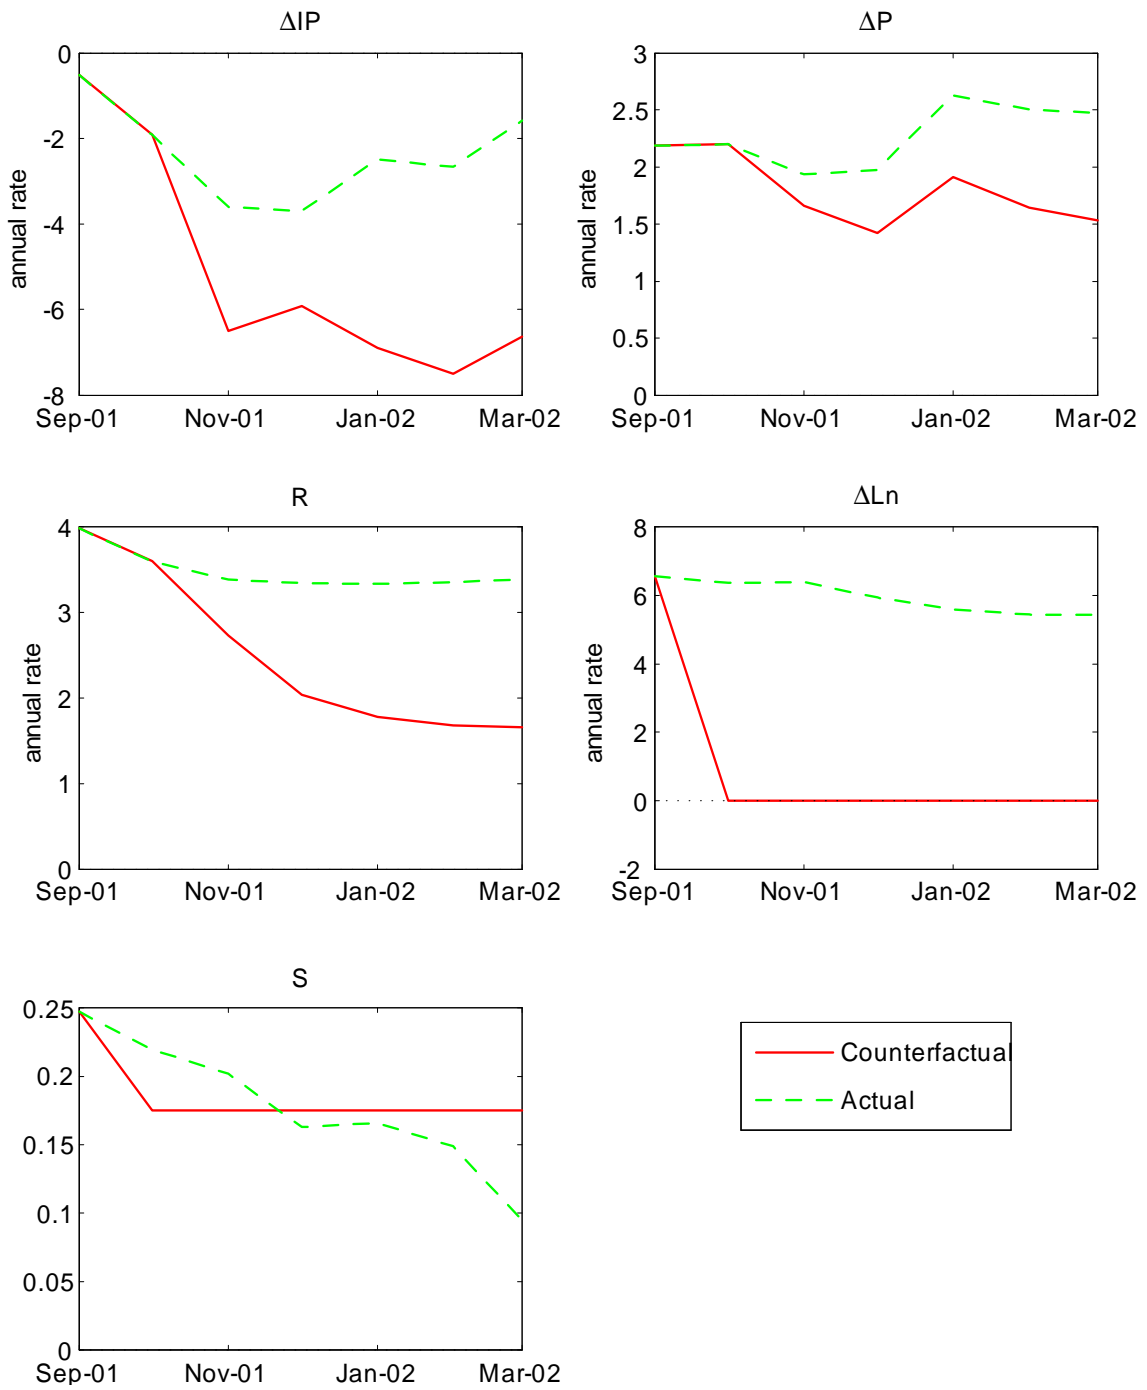 ΔIP
annual rate
0
-2
-4
-6
-8
Sep-01 Nov-01 Jan-02 Mar-02
ΔP
annual rate
3
2.5
2
1.5
1
0.5
0
Sep-01 Nov-01 Jan-02 Mar-02
R
annual rate
4
3
2
1
0
Sep-01 Nov-01 Jan-02 Mar-02
ΔLn
annual rate
8
6
4
2
0
-2
Sep-01 Nov-01 Jan-02 Mar-02
S
0.25
0.2
0.15
0.1
0.05
0
Sep-01 Nov-01 Jan-02 Mar-02
Counterfactual
Actual